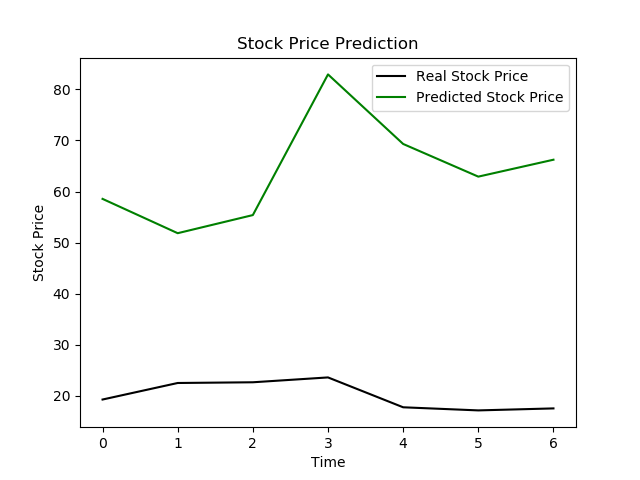 Stock Price Prediction
Real Stock Price
Predicted Stock Price
80
70
60
50
40
30
20
Stock Price
0 1 2 3 4 5 6
Time